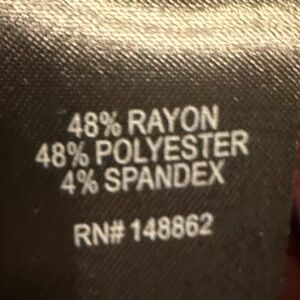 48% RAYON
48% POLYESTER
4% SPANDEX
RN# 148862